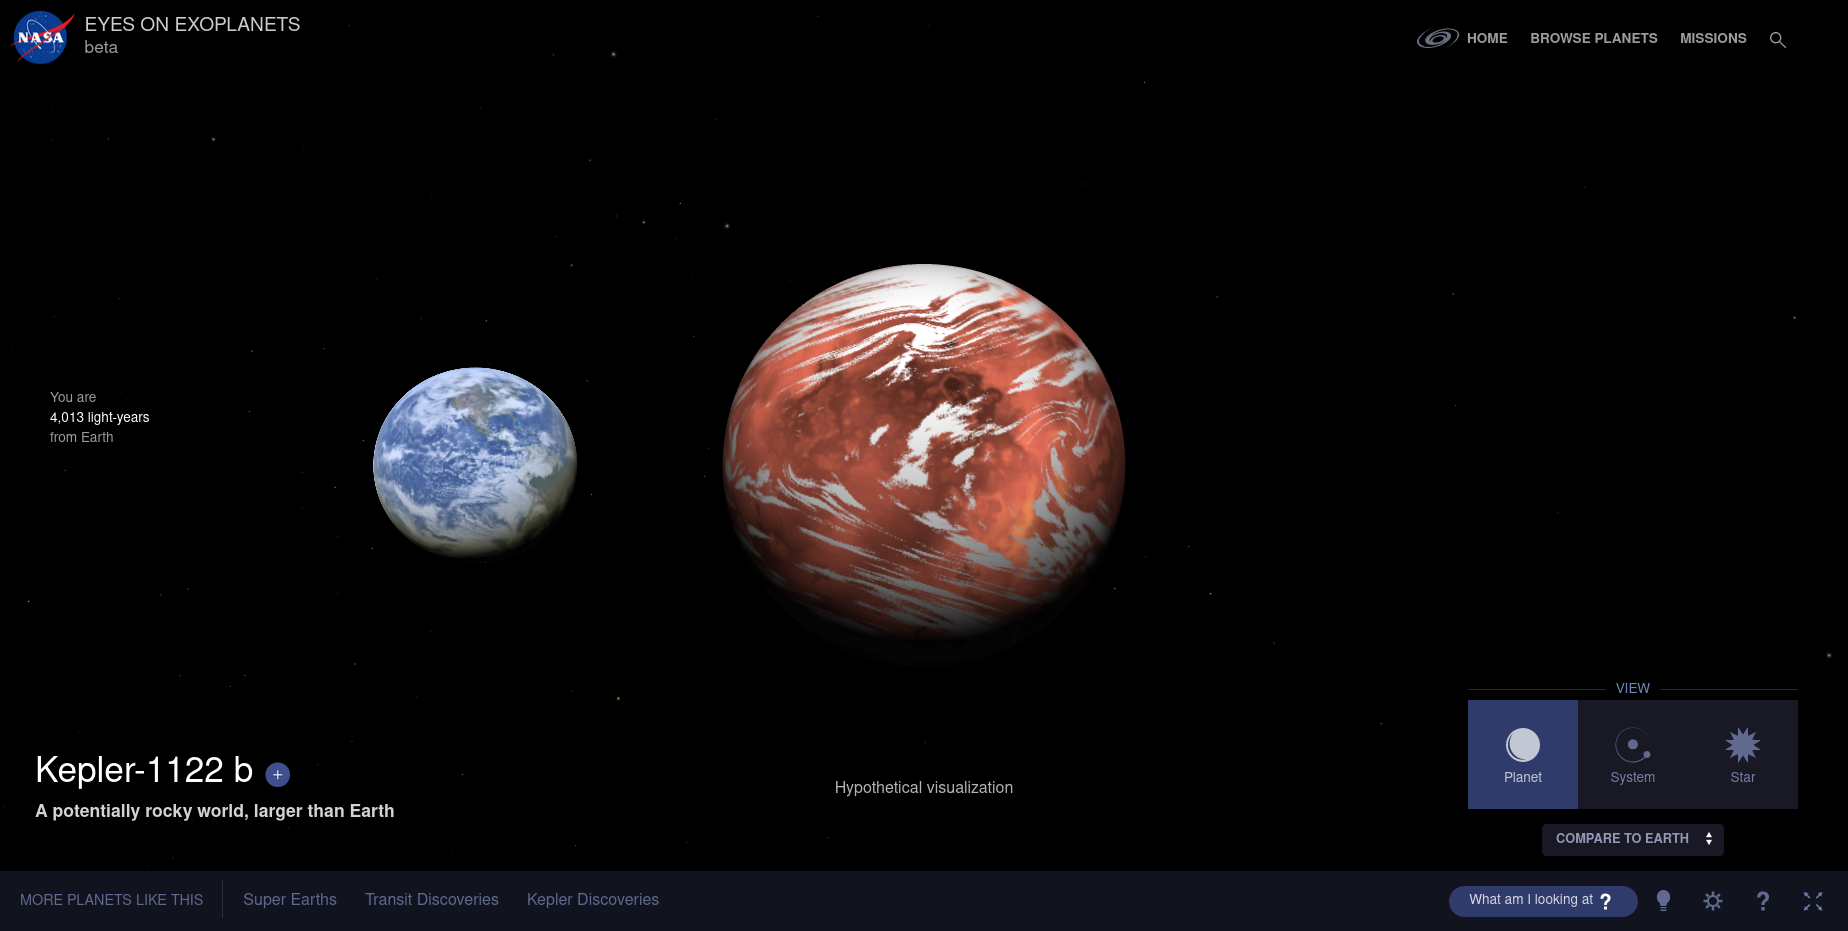 NASA
EYES ON EXOPLANETS
beta
HOME
BROWSE PLANETS
MISSIONS
You are
4,013 light-years
from Earth
Kepler-1122 b +
A potentially rocky world, larger than Earth
Hypothetical visualization
VIEW
Planet
System
Star
COMPARE TO EARTH
MORE PLANETS LIKE THIS
Super Earths
Transit Discoveries
Kepler Discoveries
What am I looking at ?
?